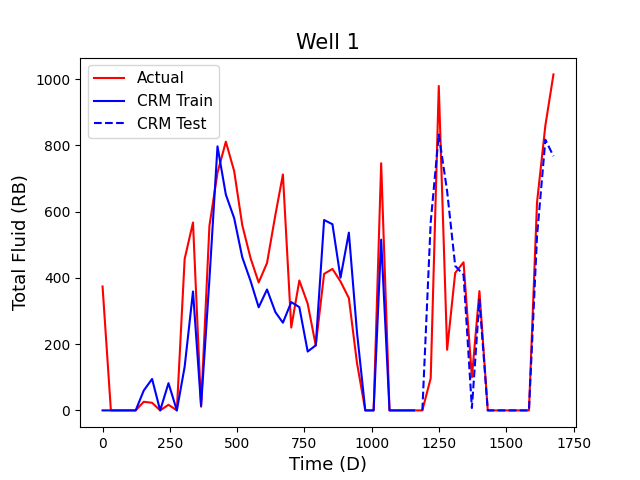 Well 1
Actual
CRM Train
CRM Test
Total Fluid (RB)
1000
800
600
400
200
0
0 250 500 750 1000 1250 1500 1750
Time (D)